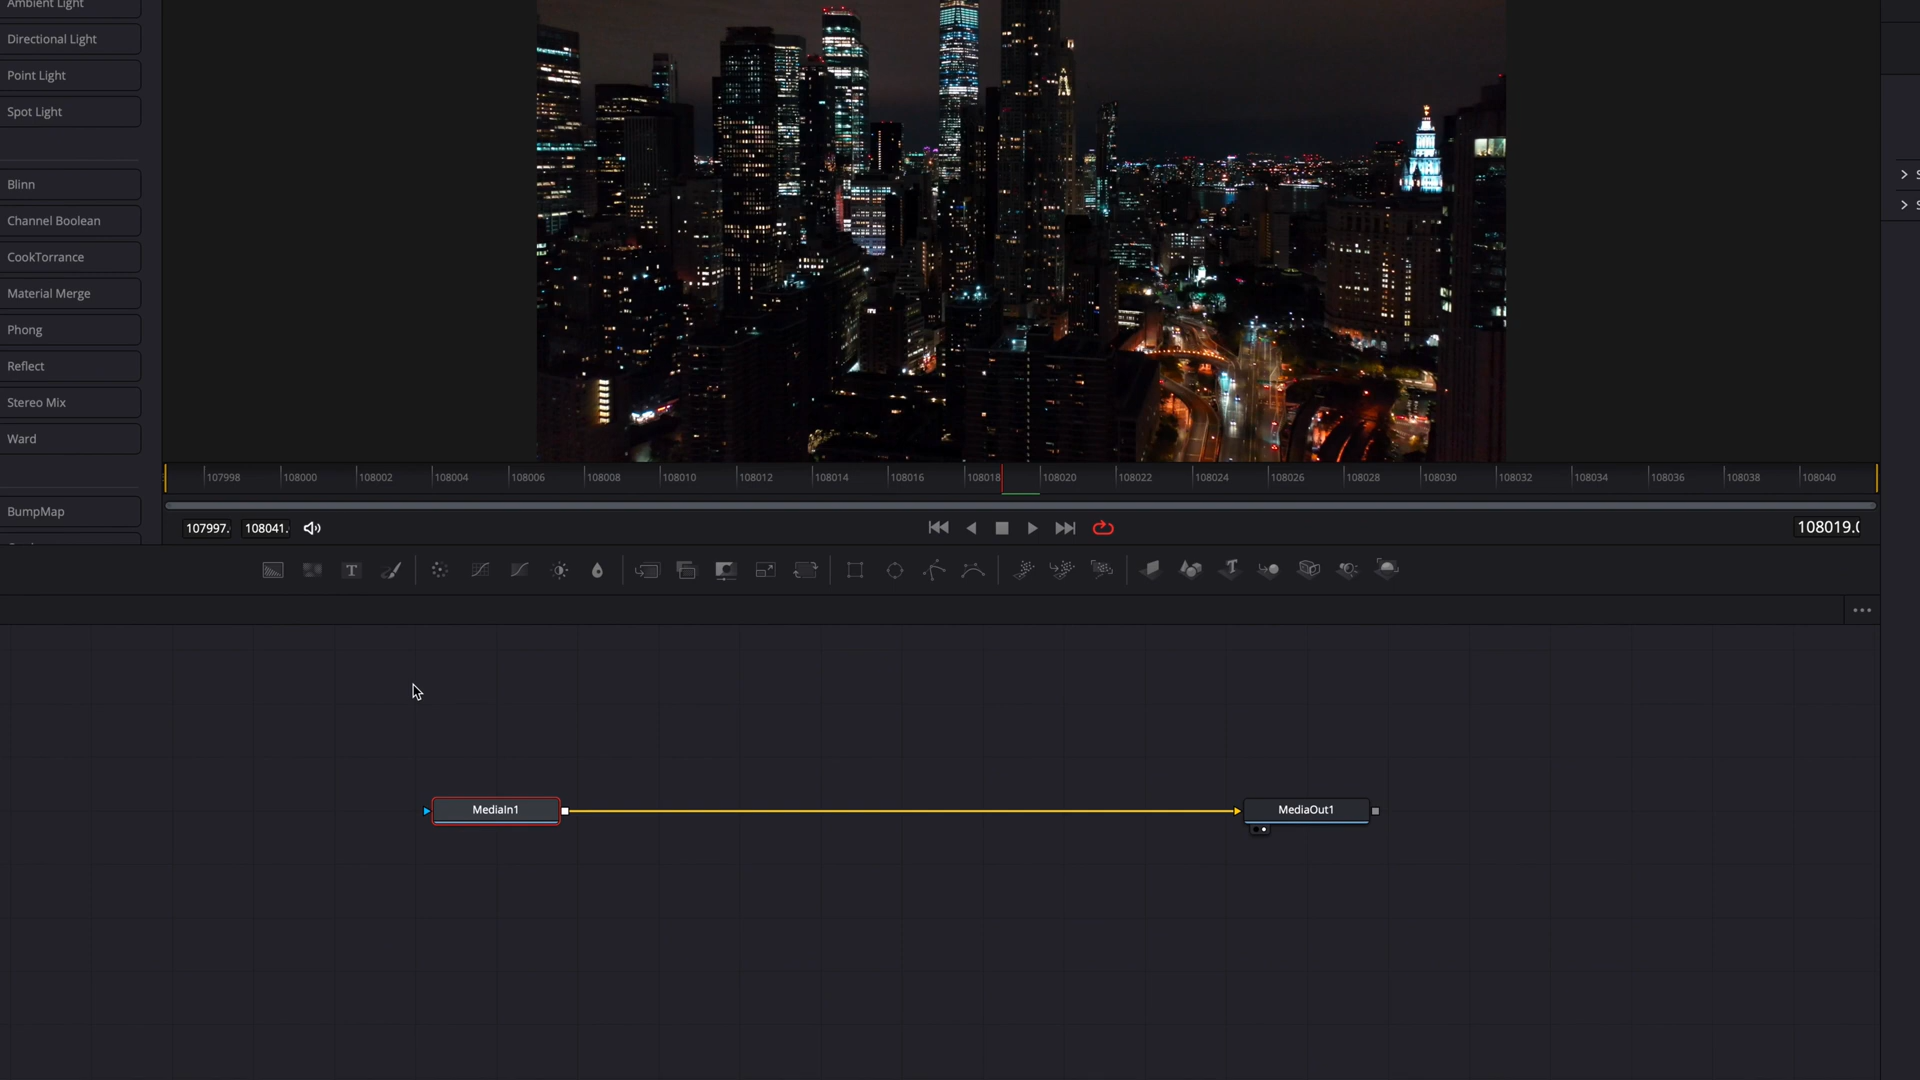 Ambient Light
Directional Light
Point Light
Spot Light
Blinn
Channel Boolean
CookTorrance
Material Merge
Phong
Reflect
Stereo Mix
Ward
BumpMap
107998 108000 108002 108004 108006 108008 108010 108012 108014 108016 108018 108020 108022 108024 108026 108028 108030 108032 108034 108036 108038 108040
107997. 108041. 108019.0
T
MediaIn1 MediaOut1